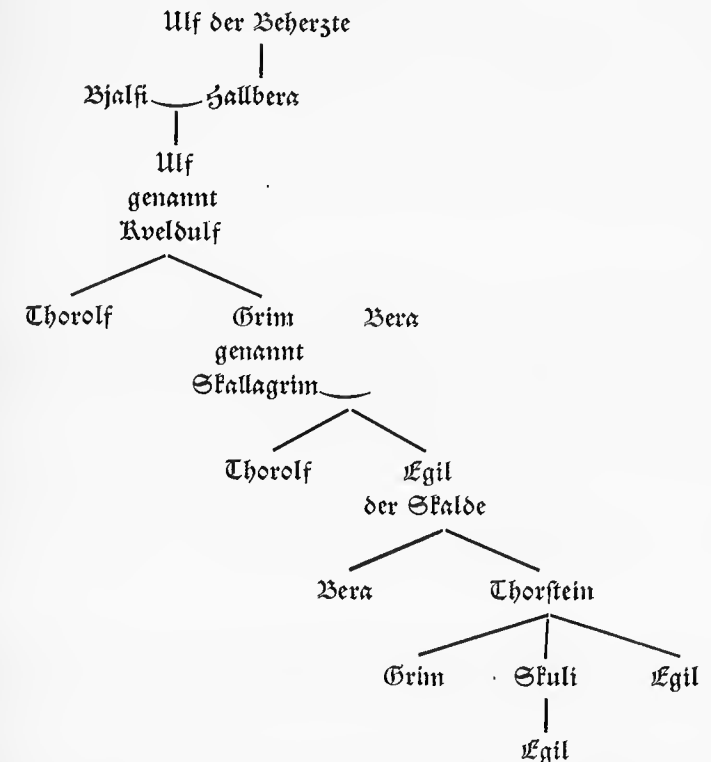 Ulf der Beherzte
Bjalfi Hallbera
Ulf
genannt
Kveldulf
Thorolf Grim Bera
genannt
Skallagrim
Thorolf Egil
der Skalde
Bera Thorstein
Grim Skuli Egil
Egil